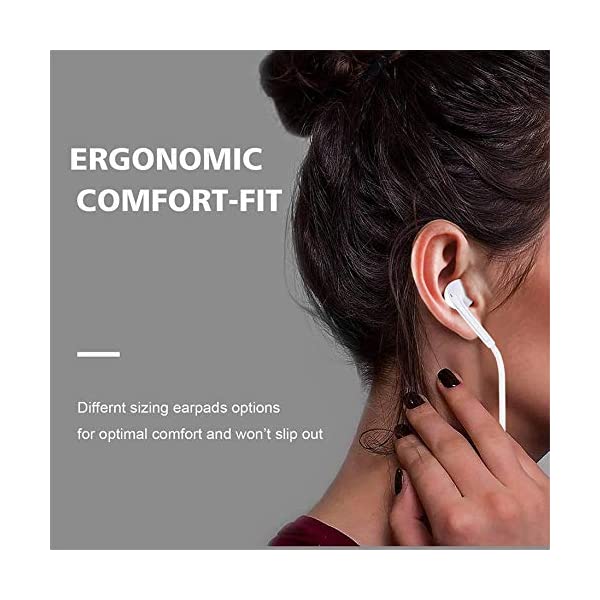 ERGONOMIC
COMFORT-FIT
Differnt sizing earpads options
for optimal comfort and won't slip out